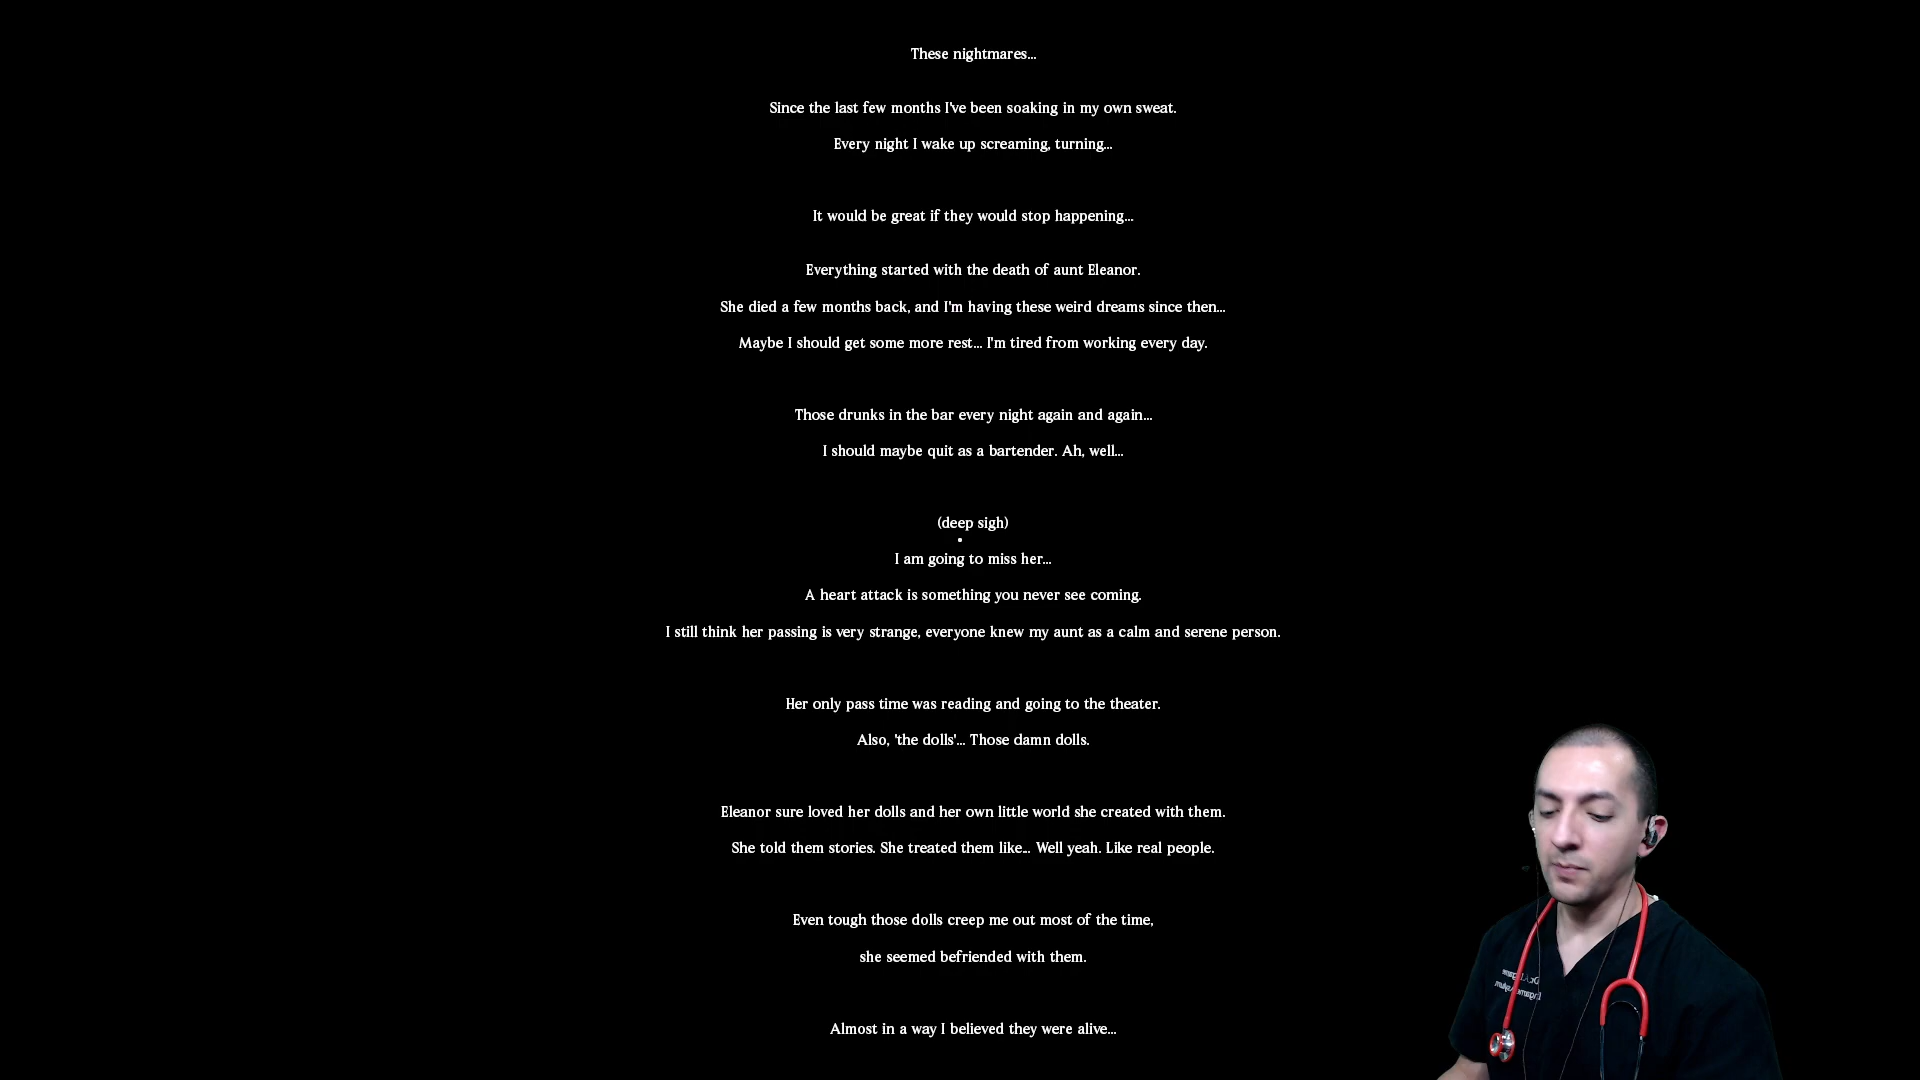 These nightmares...
Since the last few months I've been soaking in my own sweat.
Every night I wake up screaming, turning...
It would be great if they would stop happening...
Everything started with the death of aunt Eleanor.
She died a few months back, and I'm having these weird dreams since then...
Maybe I should get some more rest... I'm tired from working every day.
Those drunks in the bar every night again and again...
I should maybe quit as a bartender. Ah, well...
(deep sigh)
I am going to miss her...
A heart attack is something you never see coming.
I still think her passing is very strange, everyone knew my aunt as a calm and serene person.
Her only pass time was reading and going to the theater.
Also, 'the dolls'... Those damn dolls.
Eleanor sure loved her dolls and her own little world she created with them.
She told them stories. She treated them like... Well yeah. Like real people.
Even tough those dolls creep me out most of the time,
she seemed befriended with them.
Almost in a way I believed they were alive...